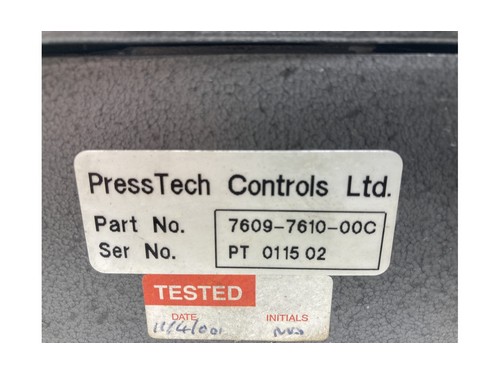 PressTech Controls Ltd.
Part No. 7609-7610-00C
Ser No. PT 0115 02
TESTED
DATE INITIALS